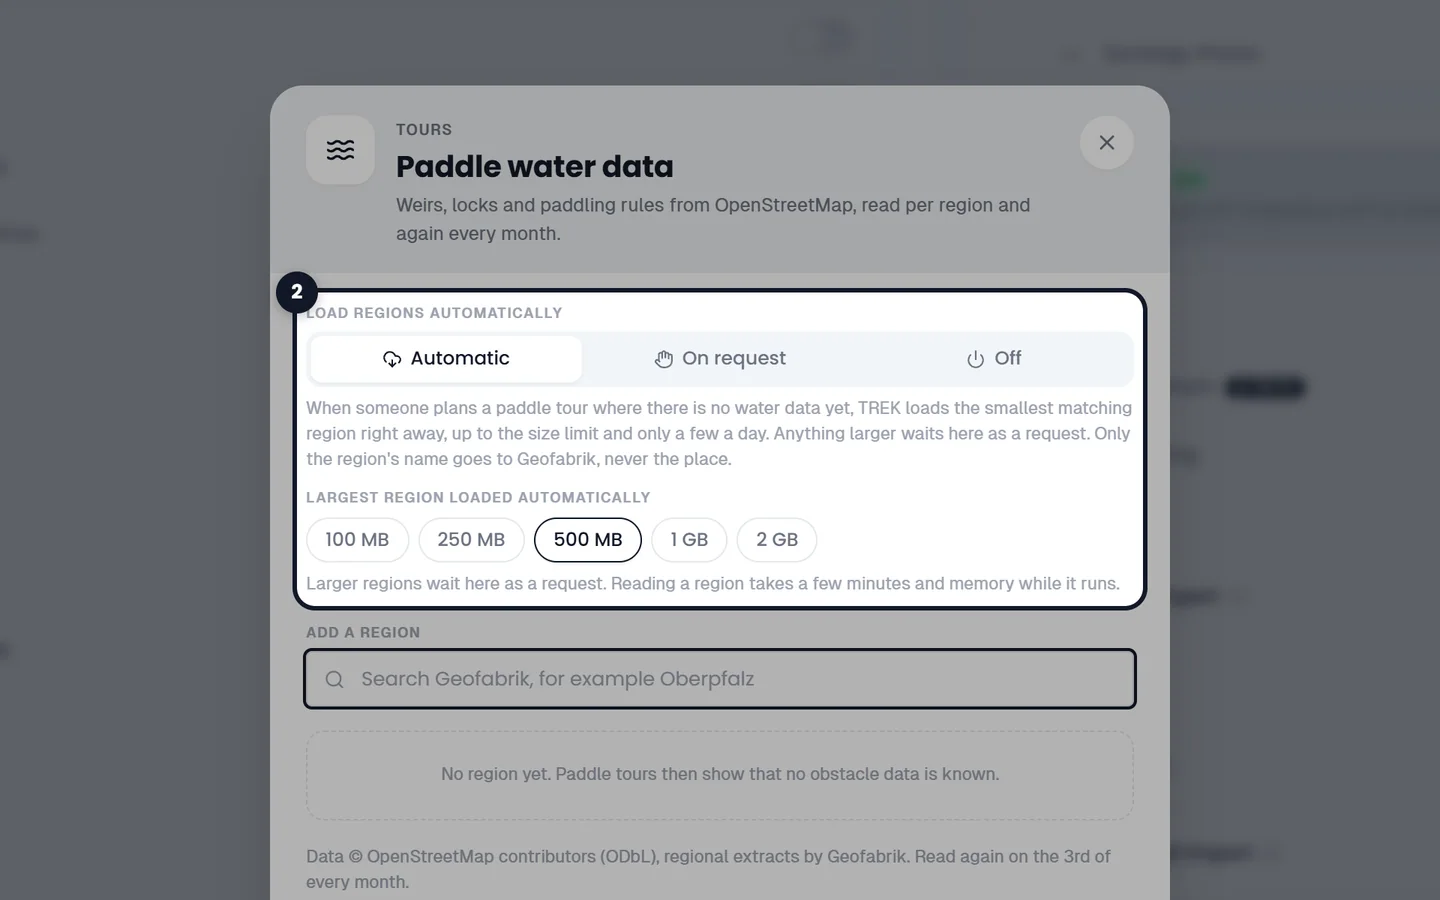 TOURS
Paddle water data
Weirs, locks and paddling rules from OpenStreetMap, read per region and
again every month.
2
LOAD REGIONS AUTOMATICALLY
Automatic
On request
Off
When someone plans a paddle tour where there is no water data yet, TREK loads the smallest matching
region right away, up to the size limit and only a few a day. Anything larger waits here as a request. Only
the region's name goes to Geofabrik, never the place.
LARGEST REGION LOADED AUTOMATICALLY
100 MB
250 MB
500 MB
1 GB
2 GB
Larger regions wait here as a request. Reading a region takes a few minutes and memory while it runs.
ADD A REGION
Search Geofabrik, for example Oberpfalz
No region yet. Paddle tours then show that no obstacle data is known.
Data © OpenStreetMap contributors (ODbL), regional extracts by Geofabrik. Read again on the 3rd of
every month.